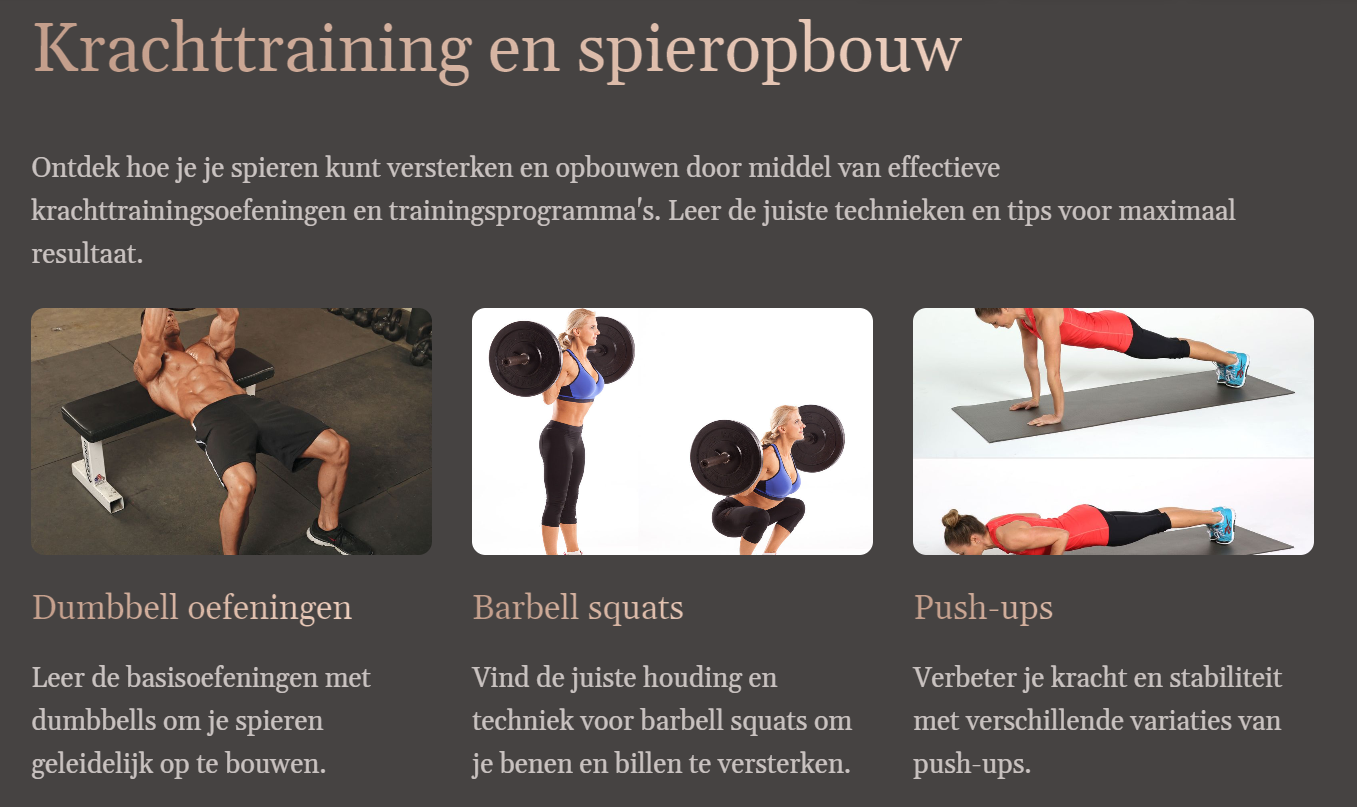 Krachttraining en spieropbouw
Ontdek hoe je je spieren kunt versterken en opbouwen door middel van effectieve
krachttrainingsoefeningen en trainingsprogramma's. Leer de juiste technieken en tips voor maximaal
resultaat.
Dumbbell oefeningen
Leer de basisoefeningen met
dumbbells om je spieren
geleidelijk op te bouwen.
Barbell squats
Vind de juiste houding en
techniek voor barbell squats om
je benen en billen te versterken.
Push-ups
Verbeter je kracht en stabiliteit
met verschillende variaties van
push-ups.